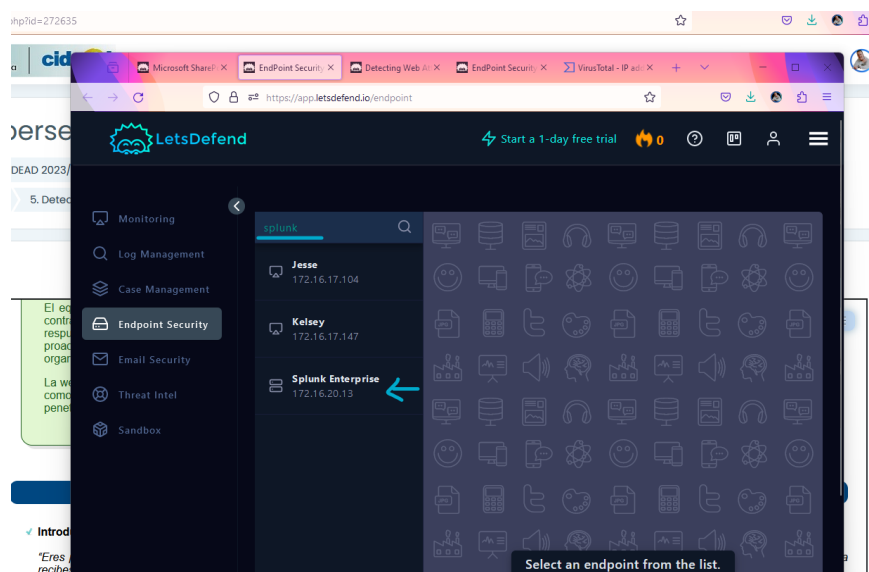 php?id=272635
cid
Microsoft ShareP
EndPoint Security
Detecting Web At
EndPoint Security
VirusTotal - IP add
https://app.letsdefend.io/endpoint
LetsDefend
Start a 1-day free trial
0
DEAD 2023/
5. Detec
Monitoring
Log Management
Case Management
Endpoint Security
Email Security
Threat Intel
Sandbox
splunk
Jesse
172.16.17.104
Kelsey
172.16.17.147
Splunk Enterprise
172.16.20.13
El eq
contra
respu
proac
organ
La we
como
penet
Select an endpoint from the list.
Introd
"Eres
recibes